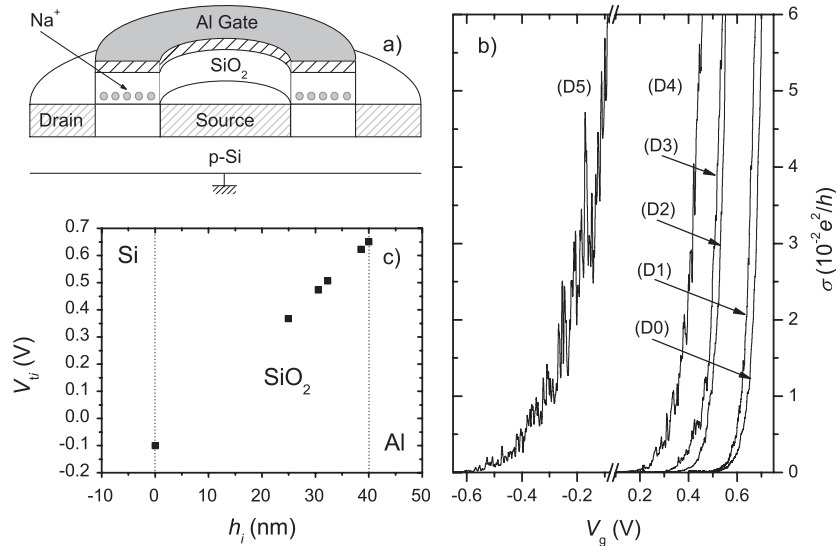 Na+
Al Gate
a)
SiO2
Drain
Source
p-Si
0.7
0.6
0.5
0.4
0.3
0.2
0.1
0.0
-0.1
-0.2
Vti (V)
Si
c)
SiO2
Al
-10 0 10 20 30 40 50
hi (nm)
b)
(D5)
(D4)
(D3)
(D2)
(D1)
(D0)
6
5
4
3
2
1
0
σ (10-2 e2/h)
-0.6 -0.4 -0.2 0.2 0.4 0.6
Vg (V)